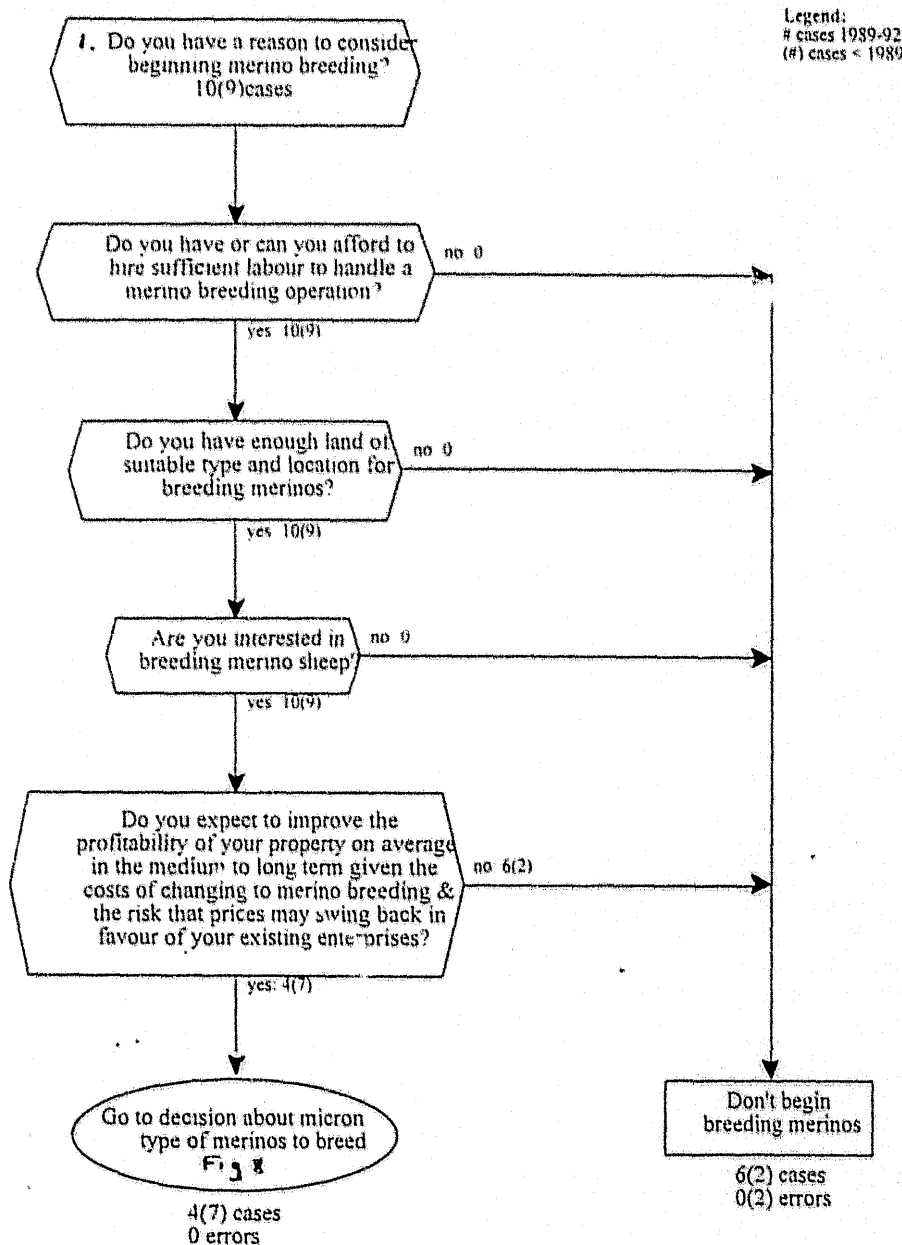 Legend:
# cases 1989-92
(#) cases < 1989
1. Do you have a reason to consider
beginning merino breeding?
10(9)cases
Do you have or can you afford to
hire sufficient labour to handle a
merino breeding operation?
no 0
yes 10(9)
Do you have enough land of
suitable type and location for
breeding merinos?
no 0
yes 10(9)
Are you interested in
breeding merino sheep?
no 0
yes 10(9)
Do you expect to improve the
profitability of your property on average
in the medium to long term given the
costs of changing to merino breeding &
the risk that prices may swing back in
favour of your existing enterprises?
no 6(2)
yes: 4(7)
Go to decision about micron
type of merinos to breed
Fig 8
4(7) cases
0 errors
Don't begin
breeding merinos
6(2) cases
0(2) errors